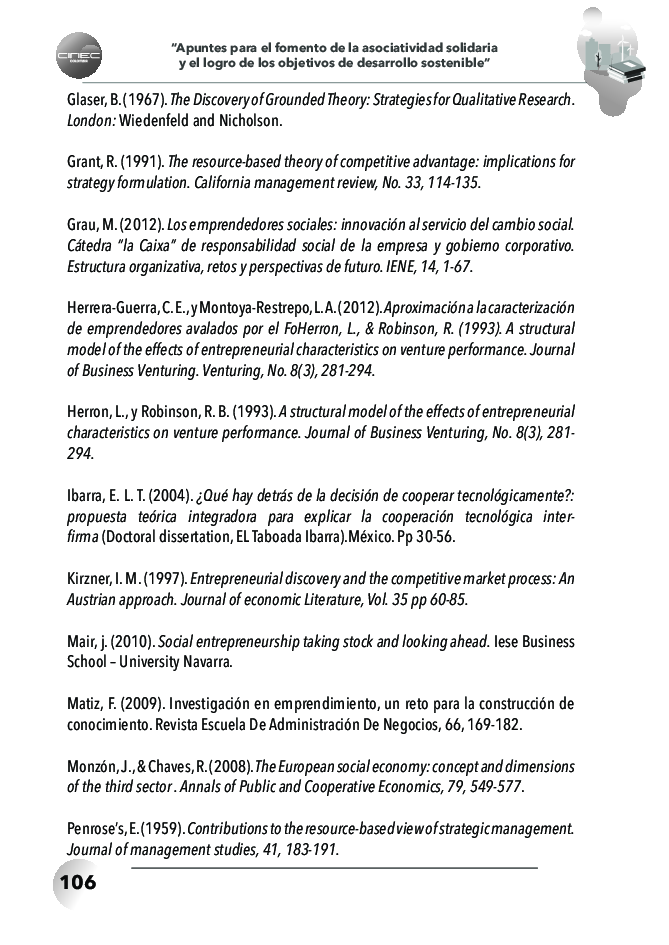 CINEC
“Apuntes para el fomento de la asociatividad solidaria
y el logro de los objetivos de desarrollo sostenible”
Glaser, B. (1967). The Discovery of Grounded Theory: Strategies for Qualitative Research.
London: Wiedenfeld and Nicholson.
Grant, R. (1991). The resource-based theory of competitive advantage: implications for
strategy formulation. California management review, No. 33, 114-135.
Grau, M. (2012). Los emprendedores sociales: innovación al servicio del cambio social.
Cátedra “la Caixa” de responsabilidad social de la empresa y gobierno corporativo.
Estructura organizativa, retos y perspectivas de futuro. IENE, 14, 1-67.
Herrera-Guerra, C. E., y Montoya-Restrepo, L. A. (2012). Aproximación a la caracterización
de emprendedores avalados por el FoHerron, L., & Robinson, R. (1993). A structural
model of the effects of entrepreneurial characteristics on venture performance. Journal
of Business Venturing. Venturing, No. 8(3), 281-294.
Herron, L., y Robinson, R. B. (1993). A structural model of the effects of entrepreneurial
characteristics on venture performance. Journal of Business Venturing, No. 8(3), 281-
294.
Ibarra, E. L. T. (2004). ¿Qué hay detrás de la decisión de cooperar tecnológicamente?:
propuesta teórica integradora para explicar la cooperación tecnológica inter-
firma (Doctoral dissertation, EL Taboada Ibarra).México. Pp 30-56.
Kirzner, I. M. (1997). Entrepreneurial discovery and the competitive market process: An
Austrian approach. Journal of economic Literature, Vol. 35 pp 60-85.
Mair, j. (2010). Social entrepreneurship taking stock and looking ahead. Iese Business
School – University Navarra.
Matiz, F. (2009). Investigación en emprendimiento, un reto para la construcción de
conocimiento. Revista Escuela De Administración De Negocios, 66, 169-182.
Monzón, J., & Chaves, R. (2008). The European social economy: concept and dimensions
of the third sector . Annals of Public and Cooperative Economics, 79, 549-577.
Penrose’s, E. (1959). Contributions to the resource-based view of strategic management.
Journal of management studies, 41, 183-191.
106